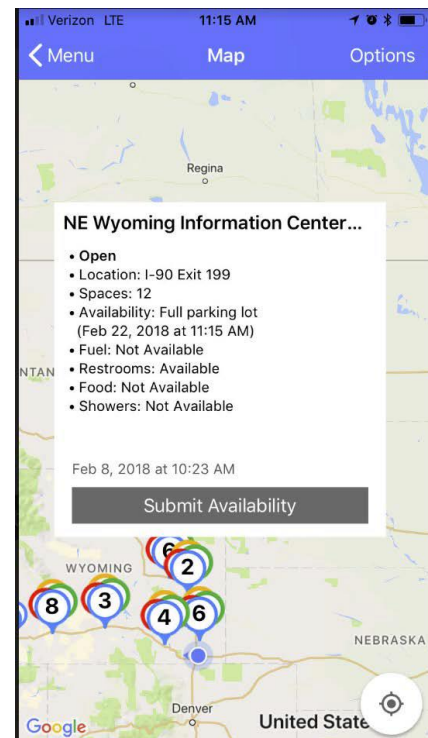 Verizon LTE 11:15 AM
Menu Map Options
Regina
NE Wyoming Information Center...
• Open
• Location: I-90 Exit 199
• Spaces: 12
• Availability: Full parking lot
(Feb 22, 2018 at 11:15 AM)
• Fuel: Not Available
• Restrooms: Available
• Food: Not Available
• Showers: Not Available
NTAN
Feb 8, 2018 at 10:23 AM
Submit Availability
6
WYOMING 2
8 3 4 6
NEBRASKA
Denver
Google United State